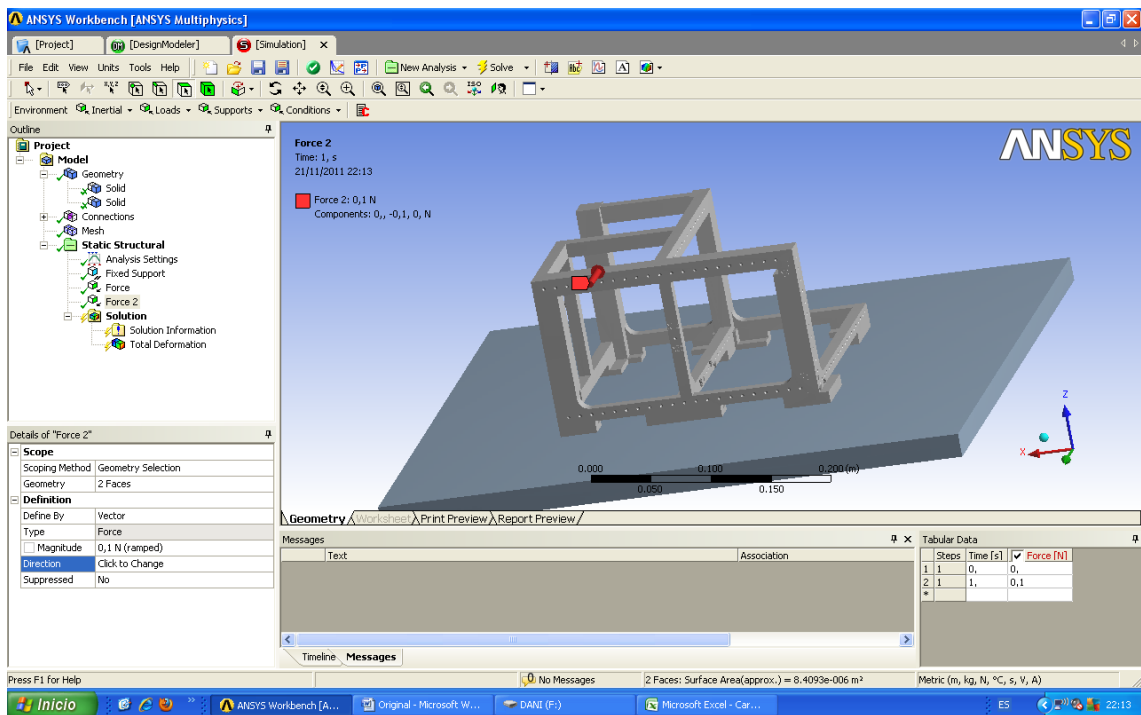 ANSYS Workbench [ANSYS Multiphysics]
[Project] [DesignModeler] [Simulation] ×
File Edit View Units Tools Help New Analysis Solve
Environment Inertial Loads Supports Conditions
Outline
Project
Model
Geometry
Solid
Solid
Connections
Mesh
Static Structural
Analysis Settings
Fixed Support
Force
Force 2
Solution
Solution Information
Total Deformation
Force 2
Time: 1, s
21/11/2011 22:13
Force 2: 0,1 N
Components: 0,, -0,1, 0, N
ANSYS
Z
X
0.000 0.100 0.200 (m)
0.050 0.150
Geometry Worksheet Print Preview Report Preview
Details of "Force 2"
Scope
Scoping Method Geometry Selection
Geometry 2 Faces
Definition
Define By Vector
Type Force
Magnitude 0,1 N (ramped)
Direction Click to Change
Suppressed No
Messages
Text Association
Timeline Messages
Tabular Data
Steps Time [s] Force [N]
1 1 0, 0,
2 1 1, 0,1
*
Press F1 for Help No Messages 2 Faces: Surface Area(approx.) = 8.4093e-006 m² Metric (m, kg, N, ºC, s, V, A)
Inicio ANSYS Workbench [A... Original - Microsoft W... DANI (F:) Microsoft Excel - Car... ES 22:13